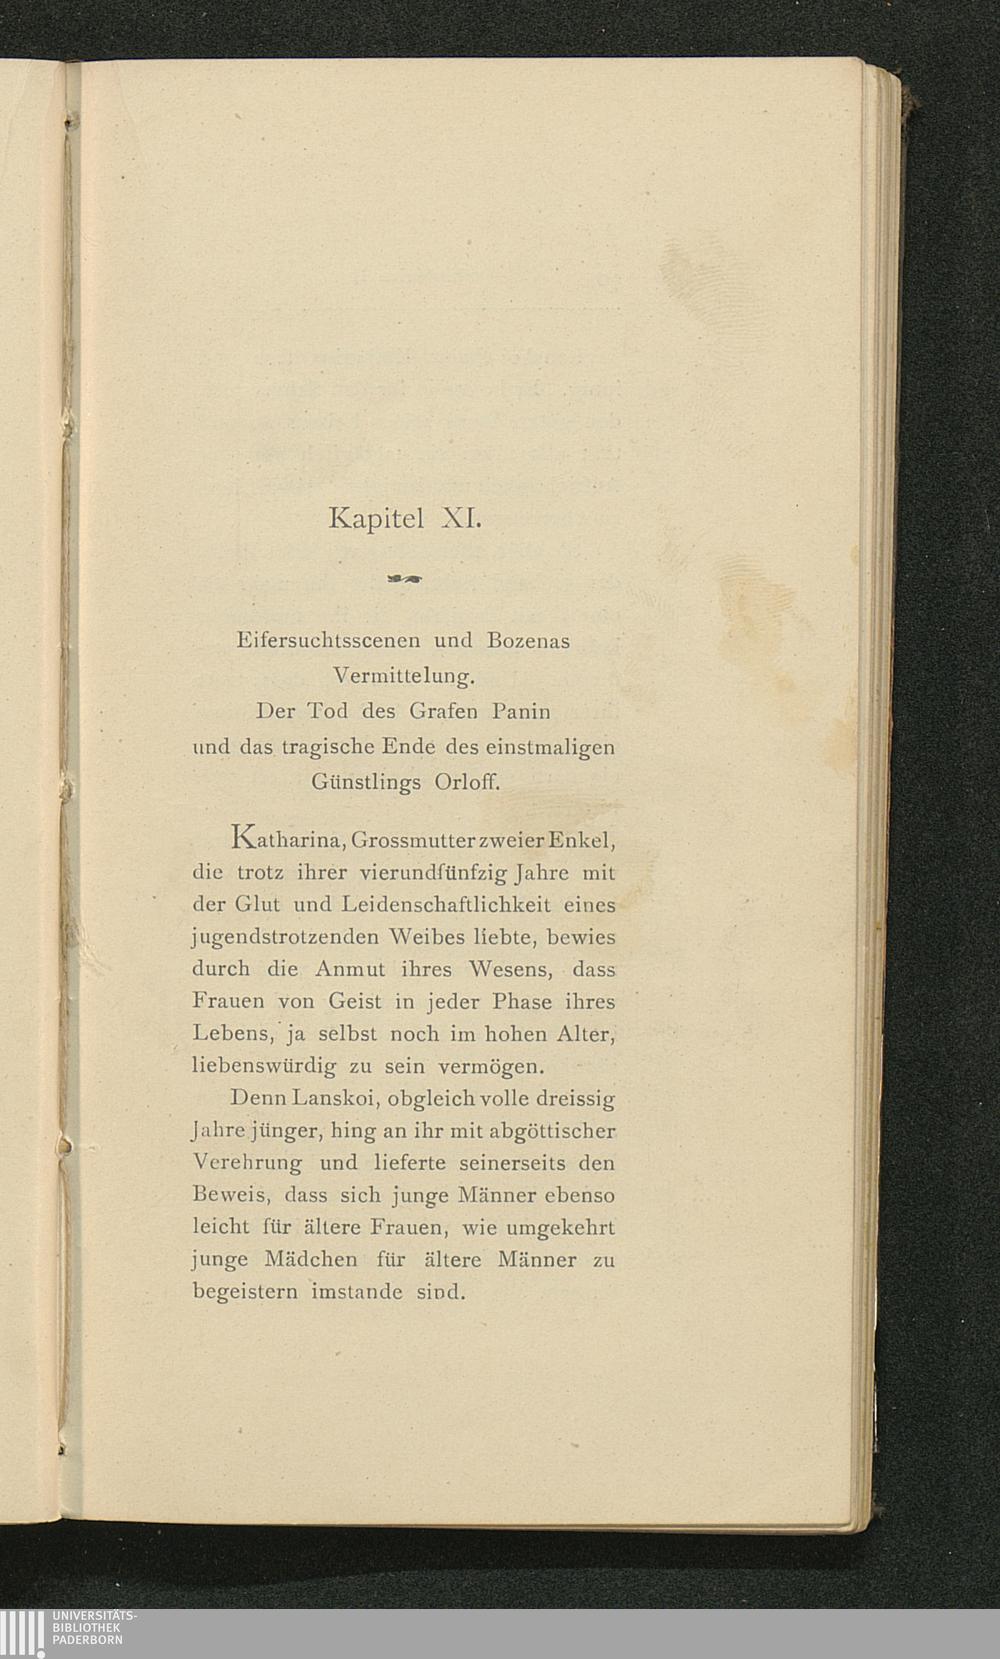 Kapitel XI.
Eifersuchtsscenen und Bozenas
Vermittelung.
Der Tod des Grafen Panin
und das tragische Ende des einstmaligen
Günstlings Orloff.
Katharina, Grossmutter zweier Enkel,
die trotz ihrer vierundfünfzig Jahre mit
der Glut und Leidenschaftlichkeit eines
jugendstrotzenden Weibes liebte, bewies
durch die Anmut ihres Wesens, dass
Frauen von Geist in jeder Phase ihres
Lebens, ja selbst noch im hohen Alter,
liebenswürdig zu sein vermögen.
Denn Lanskoi, obgleich volle dreissig
Jahre jünger, hing an ihr mit abgöttischer
Verehrung und lieferte seinerseits den
Beweis, dass sich junge Männer ebenso
leicht für ältere Frauen, wie umgekehrt
junge Mädchen für ältere Männer zu
begeistern imstande sind.
UNIVERSITÄTS-
BIBLIOTHEK
PADERBORN